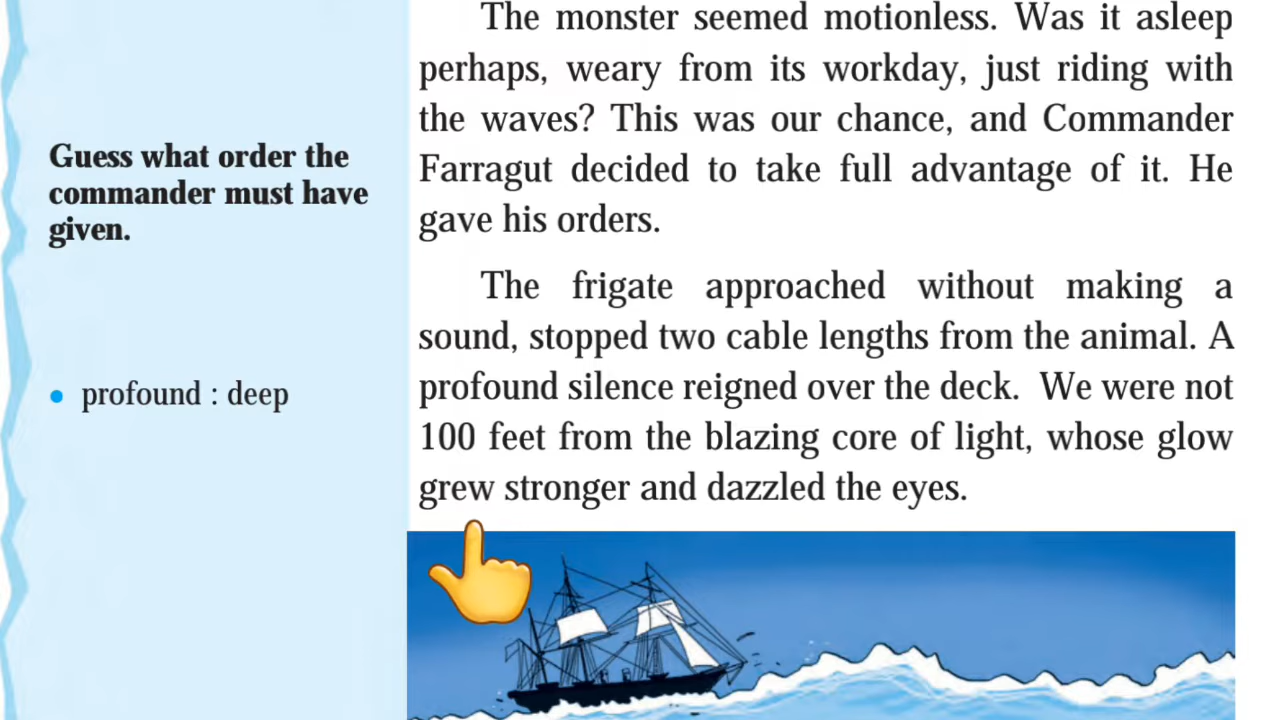 The monster seemed motionless. Was it asleep
perhaps, weary from its workday, just riding with
the waves? This was our chance, and Commander
Farragut decided to take full advantage of it. He
gave his orders.
Guess what order the
commander must have
given.
The frigate approached without making a
sound, stopped two cable lengths from the animal. A
profound silence reigned over the deck. We were not
100 feet from the blazing core of light, whose glow
grew stronger and dazzled the eyes.
• profound : deep